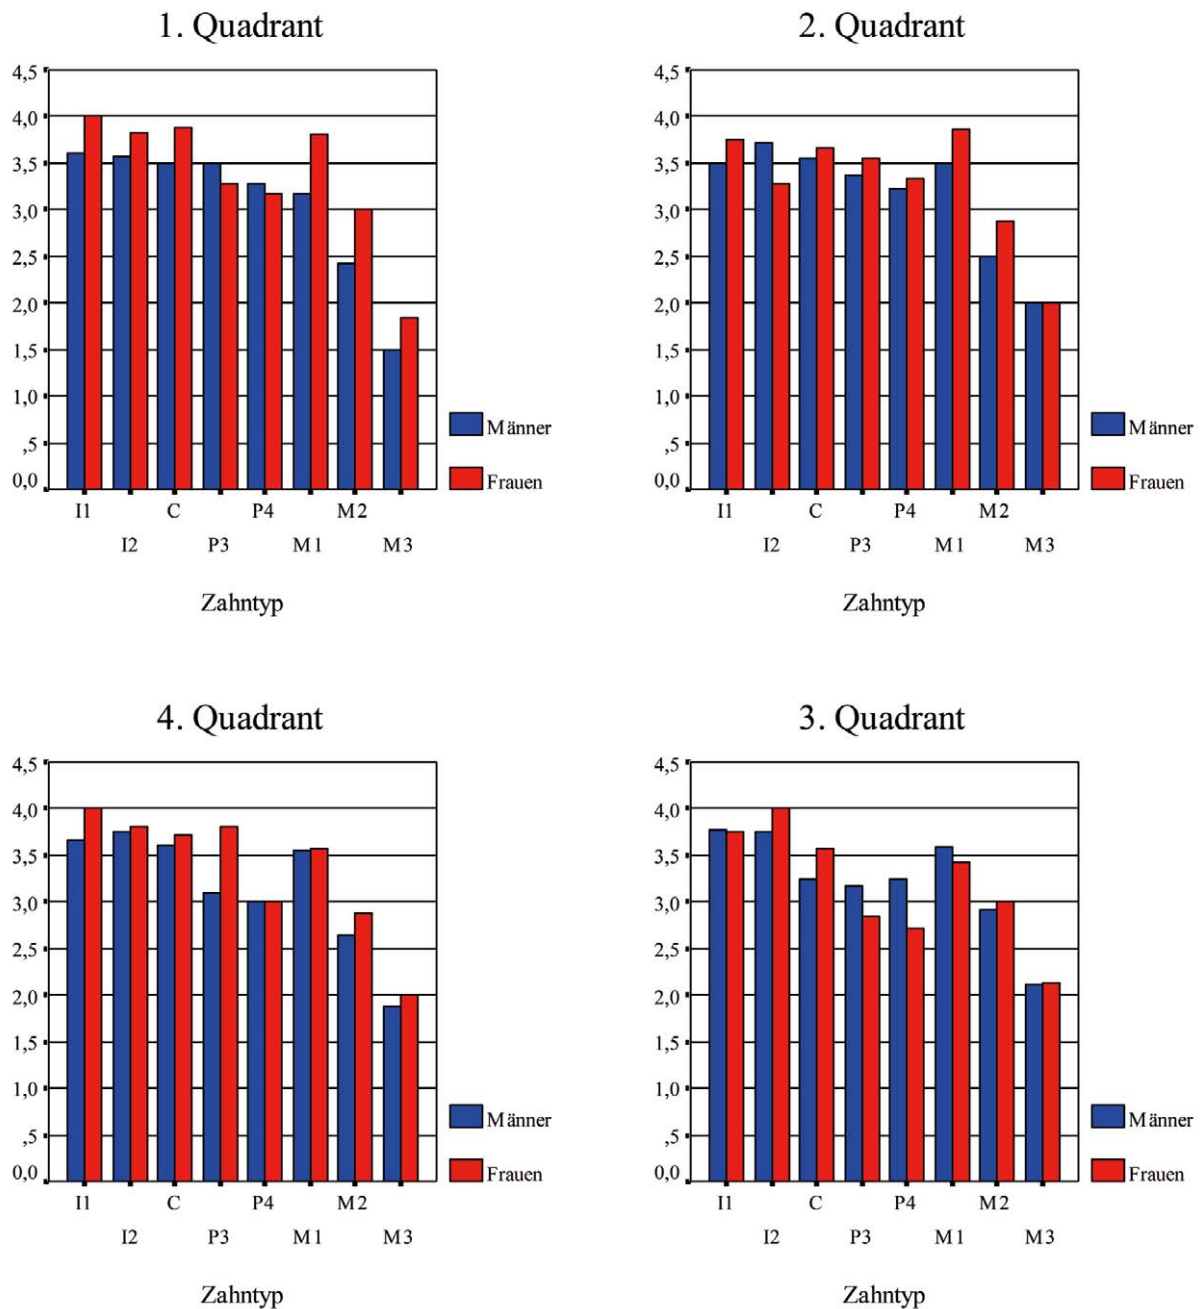 1. Quadrant
4,5
4,0
3,5
3,0
2,5
2,0
1,5
1,0
,5
0,0
Männer
Frauen
I1 C P4 M2
I2 P3 M1 M3
Zahntyp
2. Quadrant
4,5
4,0
3,5
3,0
2,5
2,0
1,5
1,0
,5
0,0
Männer
Frauen
I1 C P4 M2
I2 P3 M1 M3
Zahntyp
4. Quadrant
4,5
4,0
3,5
3,0
2,5
2,0
1,5
1,0
,5
0,0
Männer
Frauen
I1 C P4 M2
I2 P3 M1 M3
Zahntyp
3. Quadrant
4,5
4,0
3,5
3,0
2,5
2,0
1,5
1,0
,5
0,0
Männer
Frauen
I1 C P4 M2
I2 P3 M1 M3
Zahntyp